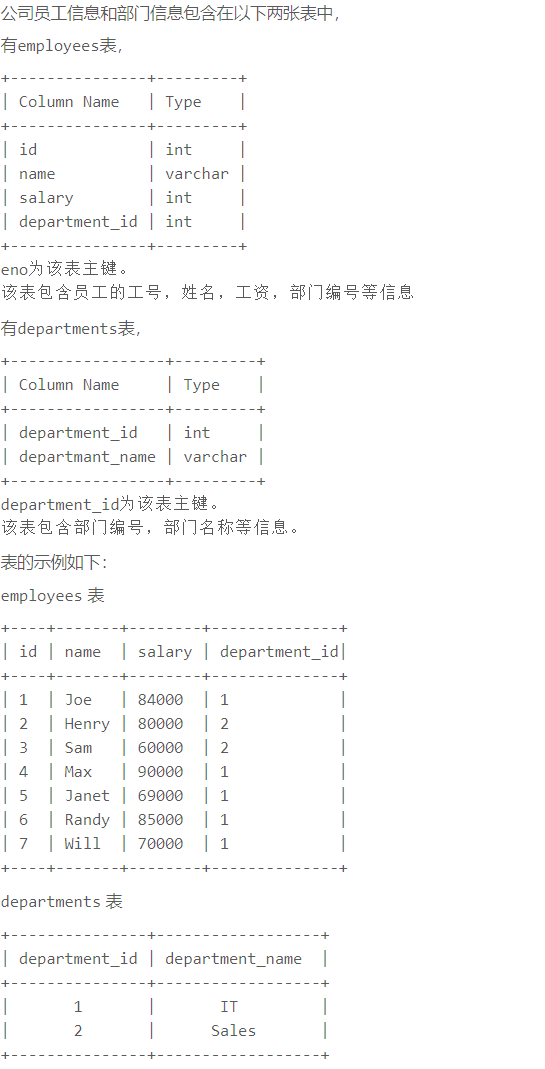 公司员工信息和部门信息包含在以下两张表中，
有employees表，
+---------------+---------+
| Column Name   | Type    |
+---------------+---------+
| id            | int     |
| name          | varchar |
| salary        | int     |
| department_id | int     |
+---------------+---------+
eno为该表主键。
该表包含员工的工号，姓名，工资，部门编号等信息
有departments表，
+-----------------+---------+
| Column Name     | Type    |
+-----------------+---------+
| department_id   | int     |
| departmant_name | varchar |
+-----------------+---------+
department_id为该表主键。
该表包含部门编号，部门名称等信息。
表的示例如下：
employees 表
+----+-------+--------+--------------+
| id | name  | salary | department_id|
+----+-------+--------+--------------+
| 1  | Joe   | 84000  | 1            |
| 2  | Henry | 80000  | 2            |
| 3  | Sam   | 60000  | 2            |
| 4  | Max   | 90000  | 1            |
| 5  | Janet | 69000  | 1            |
| 6  | Randy | 85000  | 1            |
| 7  | Will  | 70000  | 1            |
+----+-------+--------+--------------+
departments 表
+---------------+------------------+
| department_id | department_name  |
+---------------+------------------+
|       1       |       IT         |
|       2       |      Sales       |
+---------------+------------------+